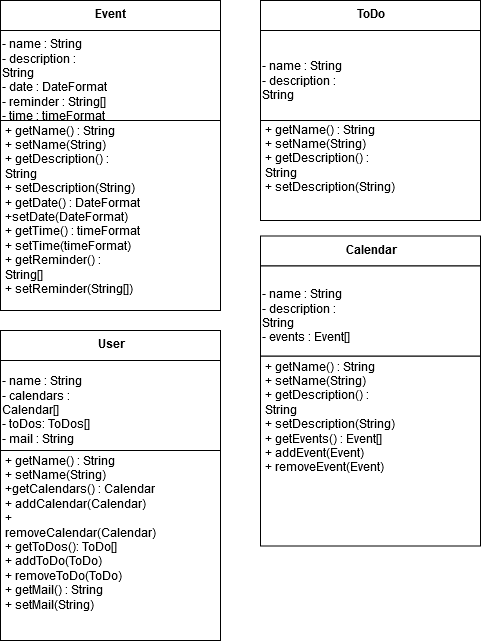 Event
- name : String
- description :
String
- date : DateFormat
- reminder : String[]
- time : timeFormat
+ getName() : String
+ setName(String)
+ getDescription() :
String
+ setDescription(String)
+ getDate() : DateFormat
+setDate(DateFormat)
+ getTime() : timeFormat
+ setTime(timeFormat)
+ getReminder() :
String[]
+ setReminder(String[])
ToDo
- name : String
- description :
String
+ getName() : String
+ setName(String)
+ getDescription() :
String
+ setDescription(String)
User
- name : String
- calendars :
Calendar[]
- toDos: ToDos[]
- mail : String
+ getName() : String
+ setName(String)
+getCalendars() : Calendar
+ addCalendar(Calendar)
+
removeCalendar(Calendar)
+ getToDos(): ToDo[]
+ addToDo(ToDo)
+ removeToDo(ToDo)
+ getMail() : String
+ setMail(String)
Calendar
- name : String
- description :
String
- events : Event[]
+ getName() : String
+ setName(String)
+ getDescription() :
String
+ setDescription(String)
+ getEvents() : Event[]
+ addEvent(Event)
+ removeEvent(Event)